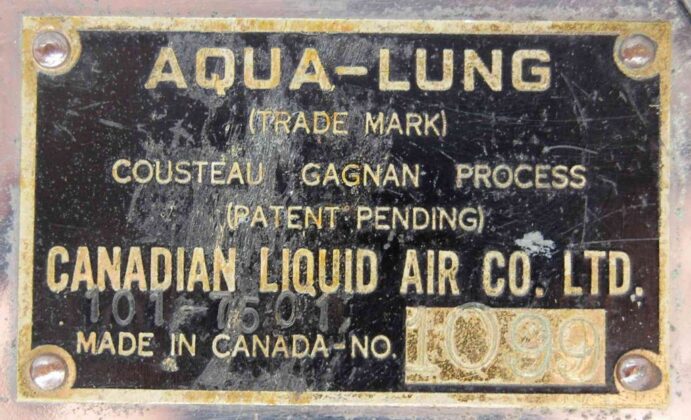 AQUA-LUNG
(TRADE MARK)
COUSTEAU GAGNAN PROCESS
(PATENT PENDING)
CANADIAN LIQUID AIR CO. LTD.
101-7501
MADE IN CANADA-NO. 1099